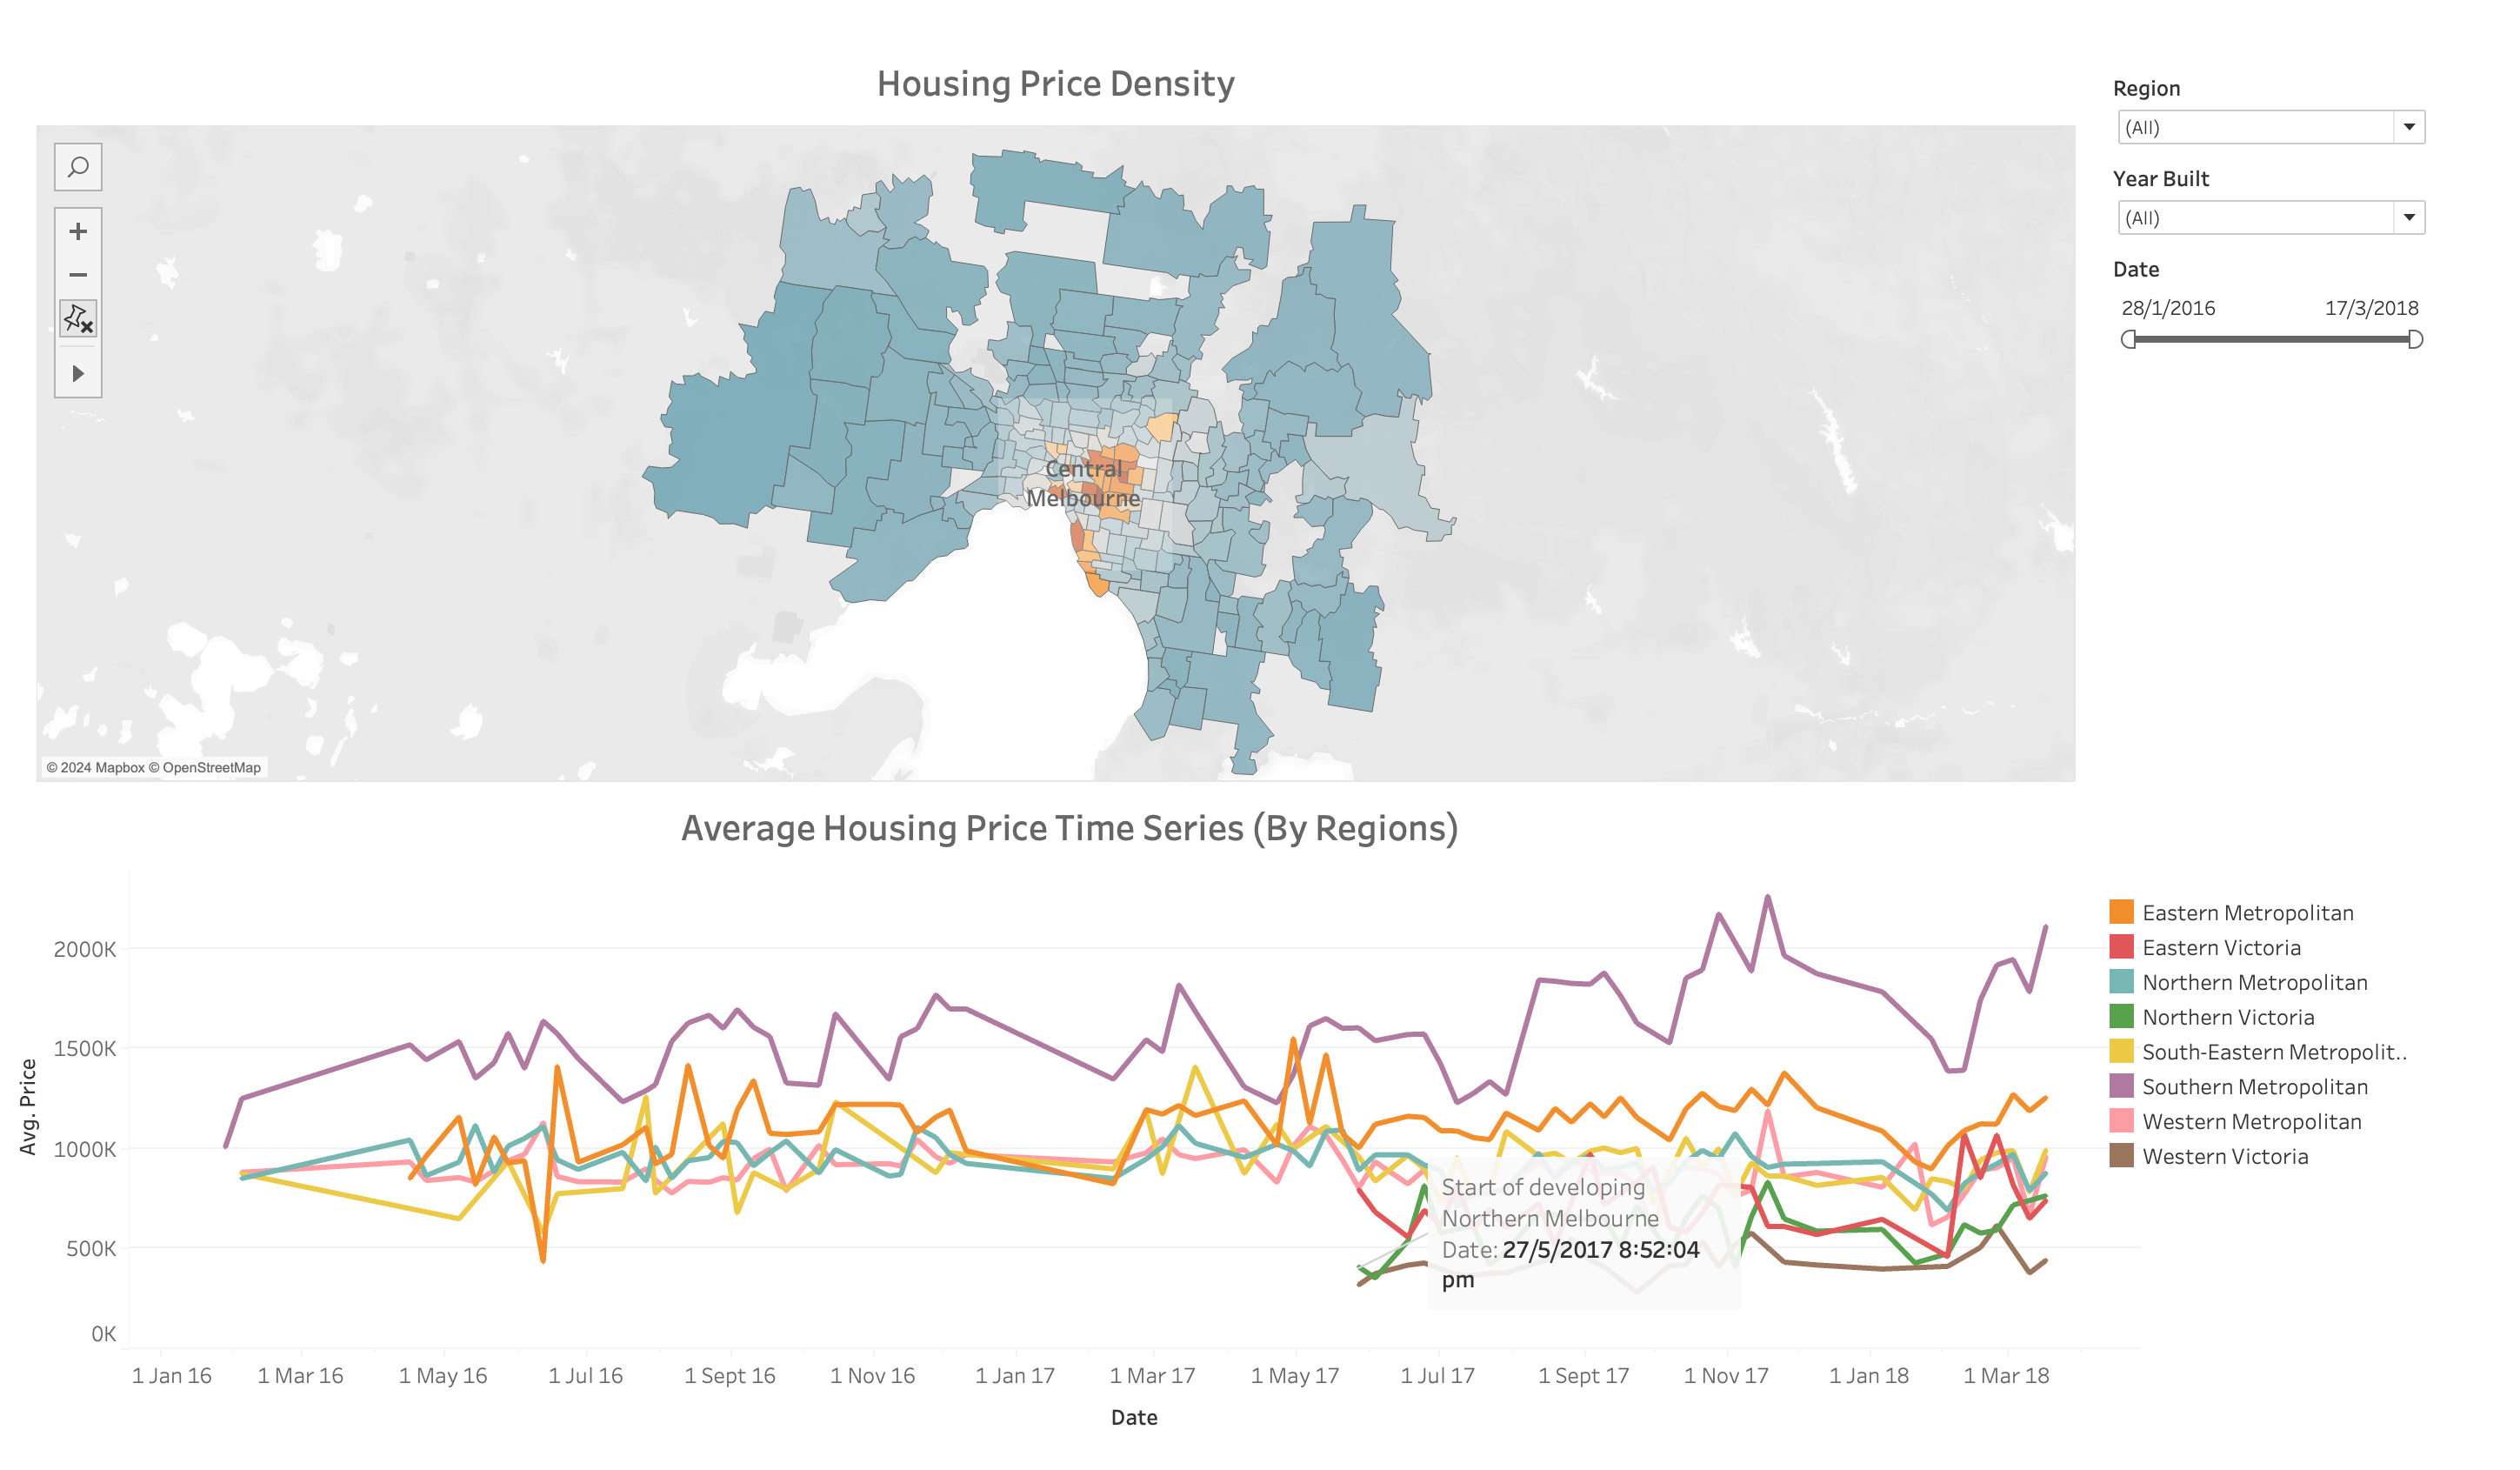 Housing Price Density
Region
(All)
Year Built
(All)
Date
28/1/2016 17/3/2018
Central
Melbourne
© 2024 Mapbox © OpenStreetMap
Average Housing Price Time Series (By Regions)
Avg. Price
2000K
1500K
1000K
500K
0K
Eastern Metropolitan
Eastern Victoria
Northern Metropolitan
Northern Victoria
South-Eastern Metropolit..
Southern Metropolitan
Western Metropolitan
Western Victoria
Start of developing
Northern Melbourne
Date: 27/5/2017 8:52:04
pm
1 Jan 16 1 Mar 16 1 May 16 1 Jul 16 1 Sept 16 1 Nov 16 1 Jan 17 1 Mar 17 1 May 17 1 Jul 17 1 Sept 17 1 Nov 17 1 Jan 18 1 Mar 18
Date